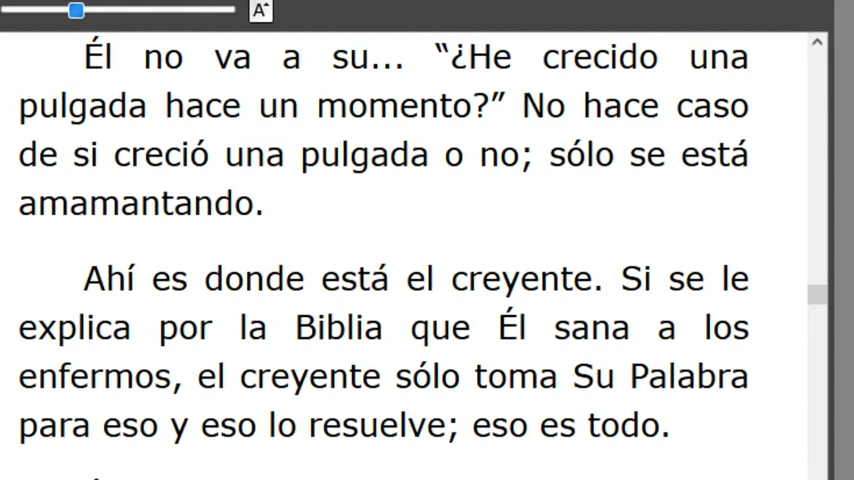 A
Él no va a su... “¿He crecido una
pulgada hace un momento?” No hace caso
de si creció una pulgada o no; sólo se está
amamantando.
Ahí es donde está el creyente. Si se le
explica por la Biblia que Él sana a los
enfermos, el creyente sólo toma Su Palabra
para eso y eso lo resuelve; eso es todo.